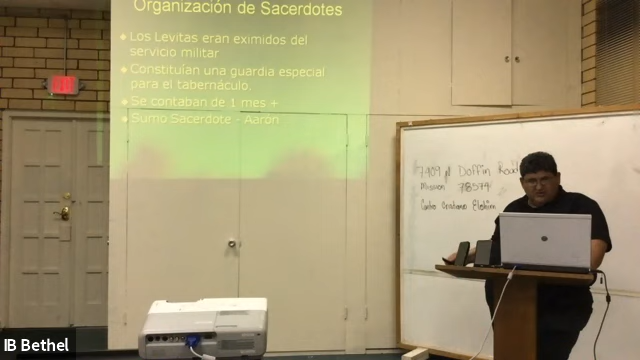 Organización de Sacerdotes
Los Levitas eran eximidos del
servicio militar
Constituían una guardia especial
para el tabernáculo.
Se contaban de 1 mes +
Sumo Sacerdote - Aarón
EXIT
Mission 78574
IB Bethel